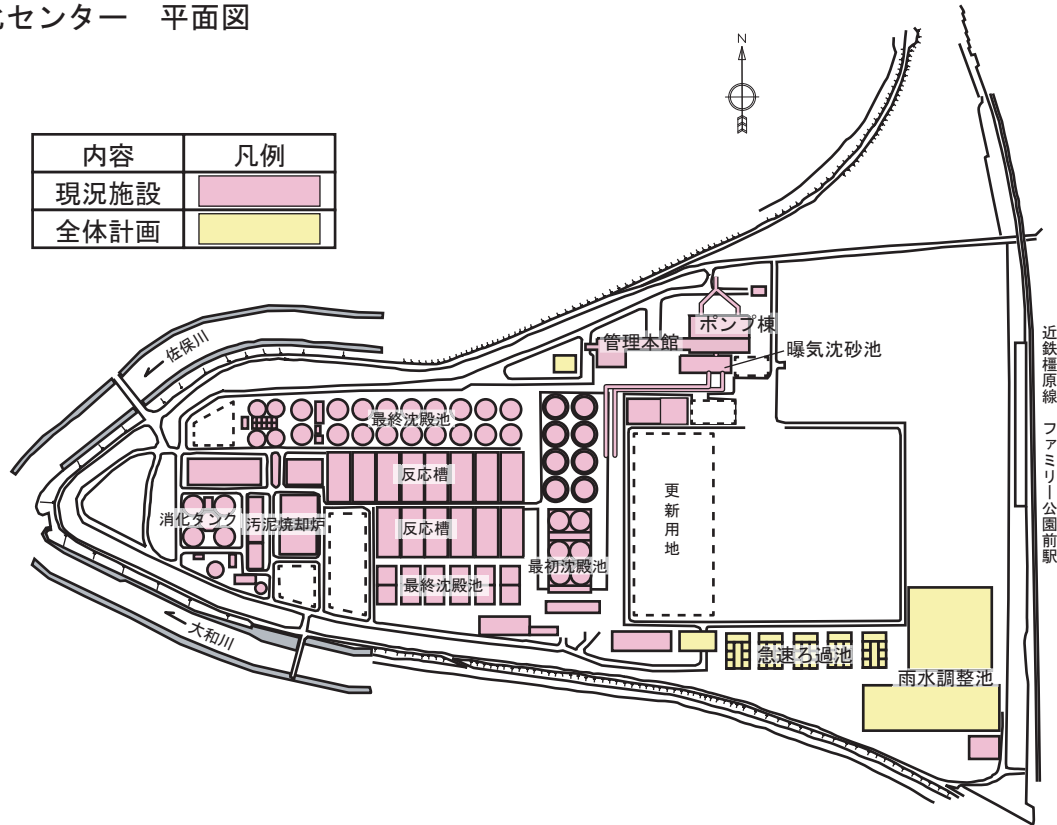 センター 平面図
N
内容 凡例
現況施設
全体計画
佐保川
管理本館
ポンプ棟
曝気沈砂池
近鉄橿原線 ファミリー公園前駅
最終沈殿池
反応槽
更新用地
消化タンク
汚泥焼却炉
反応槽
最初沈殿池
最終沈殿池
大和川
急速ろ過池
雨水調整池